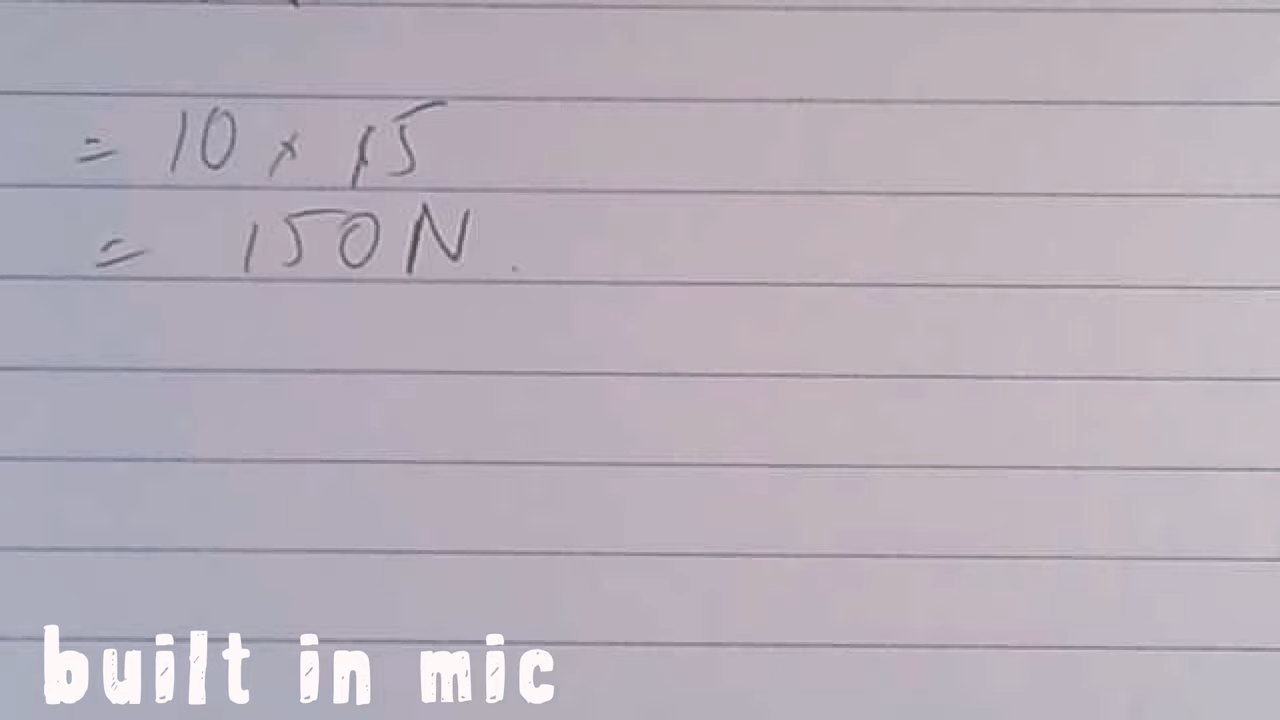 = 10 x 15
= 150N.
built in mic